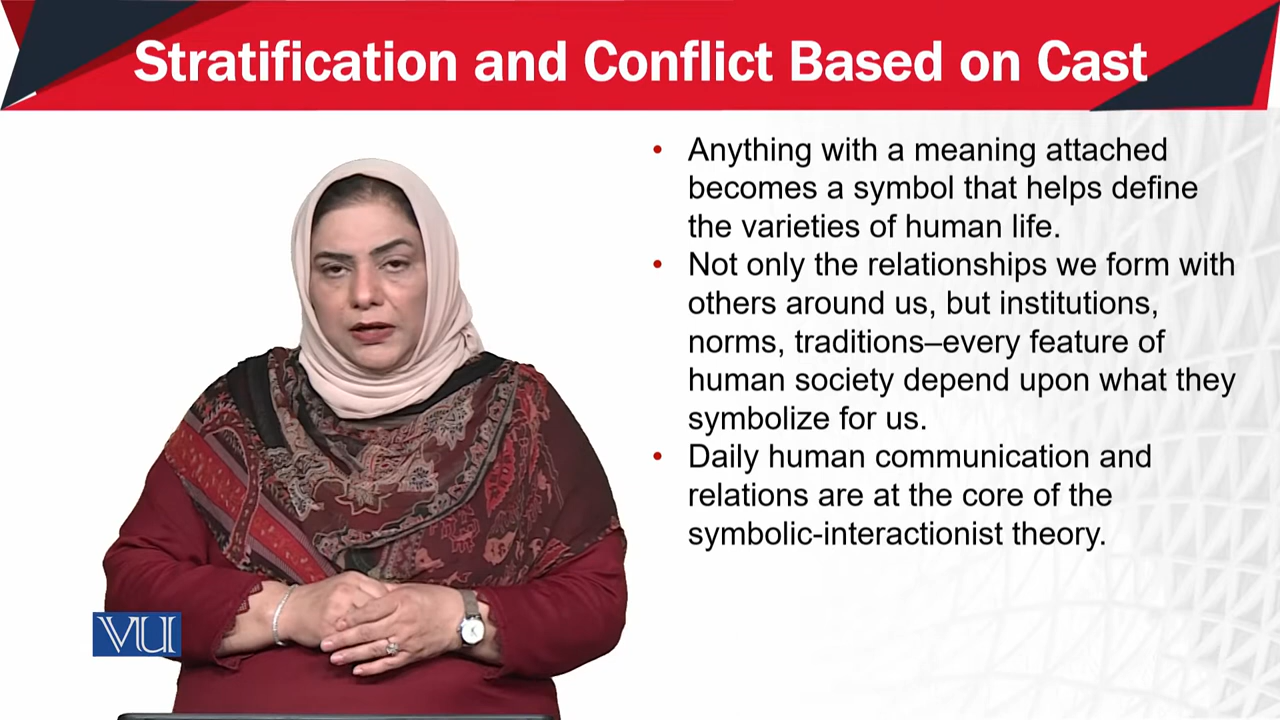 Stratification and Conflict Based on Cast
• Anything with a meaning attached
becomes a symbol that helps define
the varieties of human life.
• Not only the relationships we form with
others around us, but institutions,
norms, traditions–every feature of
human society depend upon what they
symbolize for us.
• Daily human communication and
relations are at the core of the
symbolic-interactionist theory.
VU